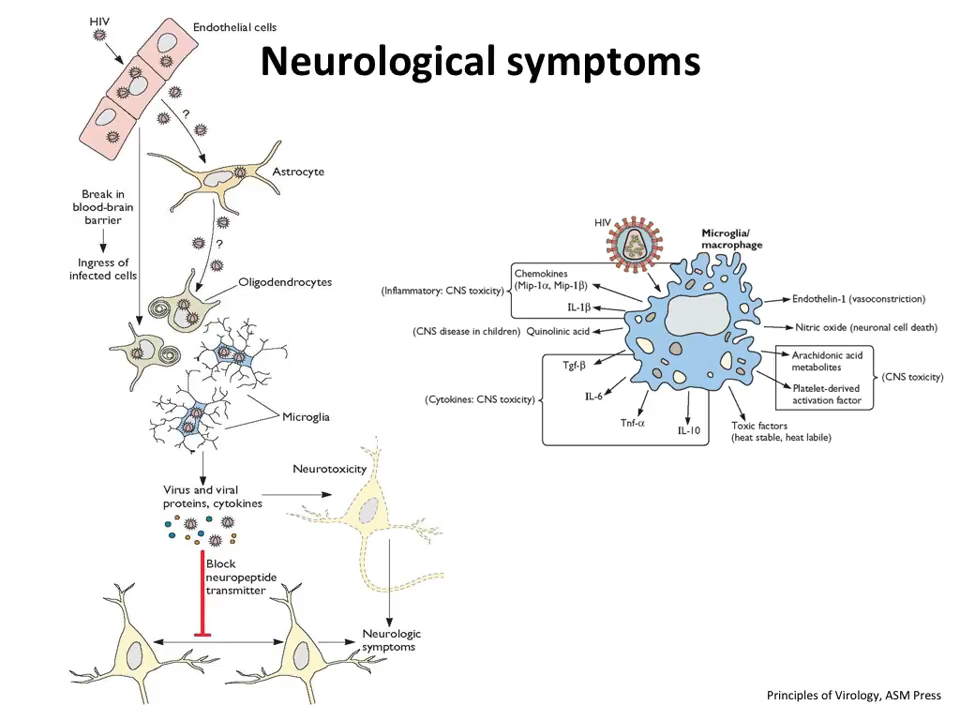 Neurological symptoms
HIV
Endothelial cells
?
Astrocyte
Break in
blood-brain
barrier
Ingress of
infected cells
?
Oligodendrocytes
Microglia
Virus and viral
proteins, cytokines
Neurotoxicity
Block
neuropeptide
transmitter
Neurologic
symptoms
HIV
Microglia/
macrophage
Chemokines
(Mip-1α, Mip-1β)
(Inflammatory: CNS toxicity)
IL-1β
(CNS disease in children) Quinolinic acid
Tgf-β
(Cytokines: CNS toxicity)
IL-6
Tnf-α
IL-10
Endothelin-1 (vasoconstriction)
Nitric oxide (neuronal cell death)
Arachidonic acid
metabolites
(CNS toxicity)
Platelet-derived
activation factor
Toxic factors
(heat stable, heat labile)
Principles of Virology, ASM Press